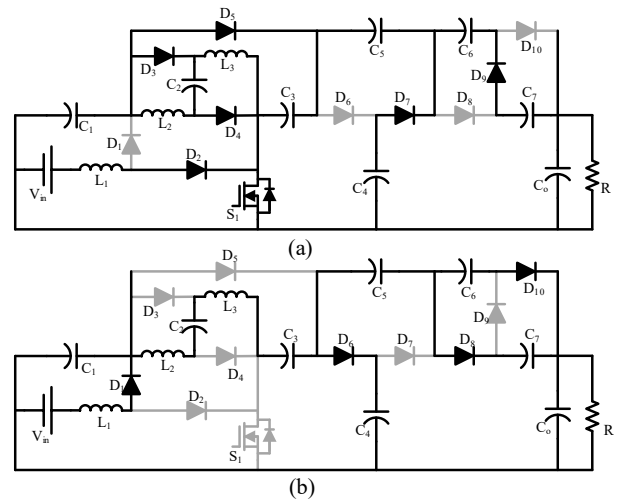 D₅
C₅
C₆
D₁₀
D₃
L₃
C₂
D₉
C₃
D₆
D₇
D₈
C₇
C₁
L₂
D₄
D₁
D₂
C₄
Cₒ
R
Vᵢₙ
L₁
S₁
(a)
D₅
C₅
C₆
D₁₀
D₃
L₃
C₂
D₉
C₃
D₆
D₇
D₈
C₇
C₁
L₂
D₄
D₁
D₂
C₄
Cₒ
R
Vᵢₙ
L₁
S₁
(b)